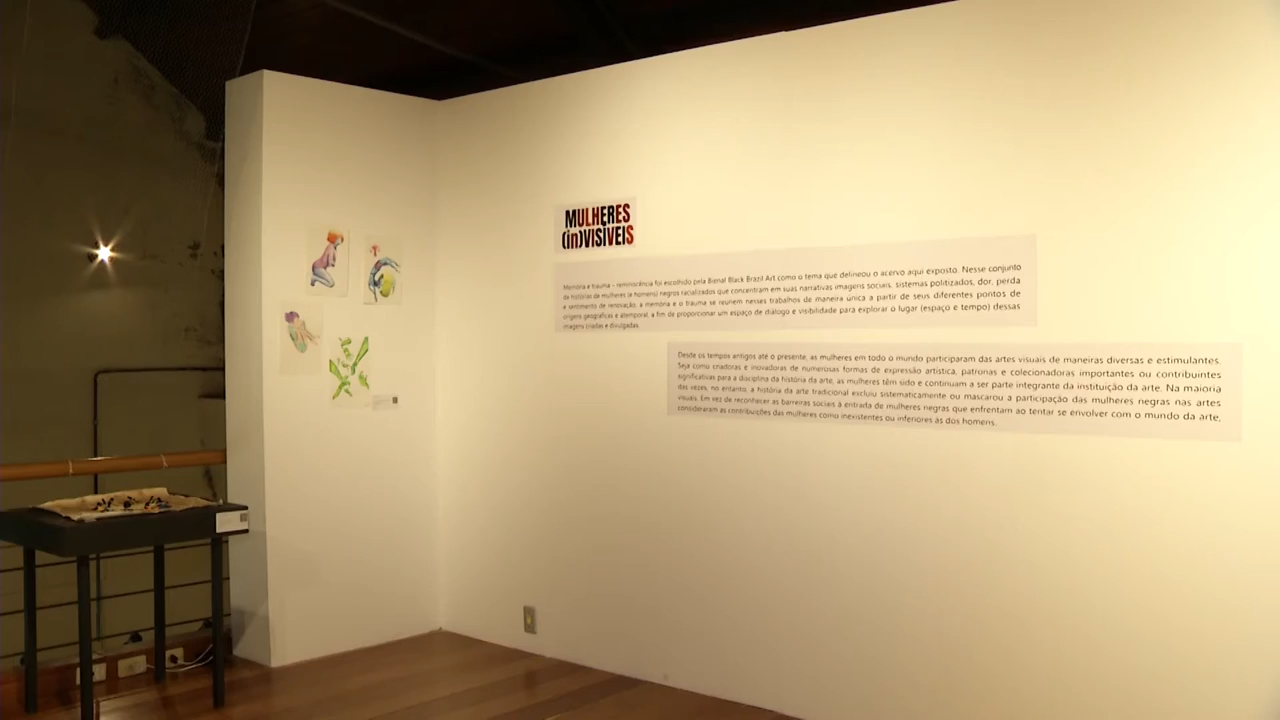 MULHERES
(in)VISÍVEIS
Memória e trauma – reminiscência foi escolhido pela Bienal Black Brazil Art como o tema que delineou o acervo aqui exposto. Nesse conjunto
de histórias de mulheres (e homens) negros racializados que concentram em suas narrativas imagens sociais, sistemas politizados, dor, perda
e sentimento de renovação, a memória e o trauma se reúnem nesses trabalhos de maneira única a partir de seus diferentes pontos de
origens geográficas e atemporal, a fim de proporcionar um espaço de diálogo e visibilidade para explorar o lugar (espaço e tempo) dessas
imagens criadas e divulgadas.
Desde os tempos antigos até o presente, as mulheres em todo o mundo participaram das artes visuais de maneiras diversas e estimulantes.
Seja como criadoras e inovadoras de numerosas formas de expressão artística, patronas e colecionadoras importantes ou contribuintes
significativas para a disciplina da história da arte, as mulheres têm sido e continuam a ser parte integrante da instituição da arte. Na maioria
das vezes, no entanto, a história da arte tradicional excluiu sistematicamente ou mascarou a participação das mulheres negras nas artes
visuais. Em vez de reconhecer as barreiras sociais à entrada de mulheres negras que enfrentam ao tentar se envolver com o mundo da arte,
consideraram as contribuições das mulheres como inexistentes ou inferiores às dos homens.